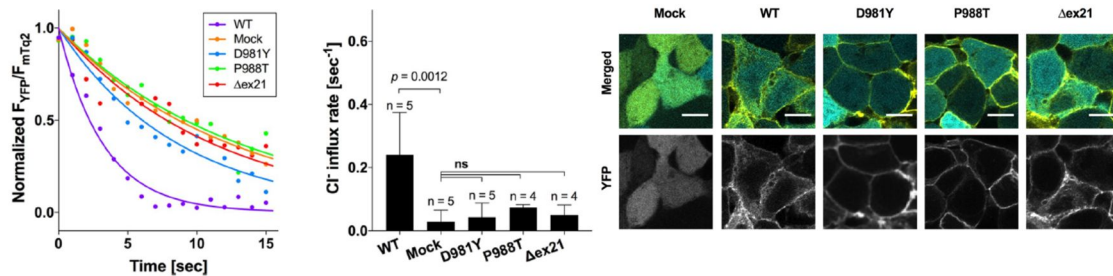 Normalized F_YFP/F_mTq2
1.0
0.5
0.0
0
5
10
15
Time [sec]
WT
Mock
D981Y
P988T
Δex21
Cl⁻ influx rate [sec⁻¹]
0.6
0.4
0.2
0.0
p = 0.0012
n = 5
ns
n = 5
n = 5
n = 4
n = 4
WT
Mock
D981Y
P988T
Δex21
Mock
WT
D981Y
P988T
Δex21
Merged
YFP